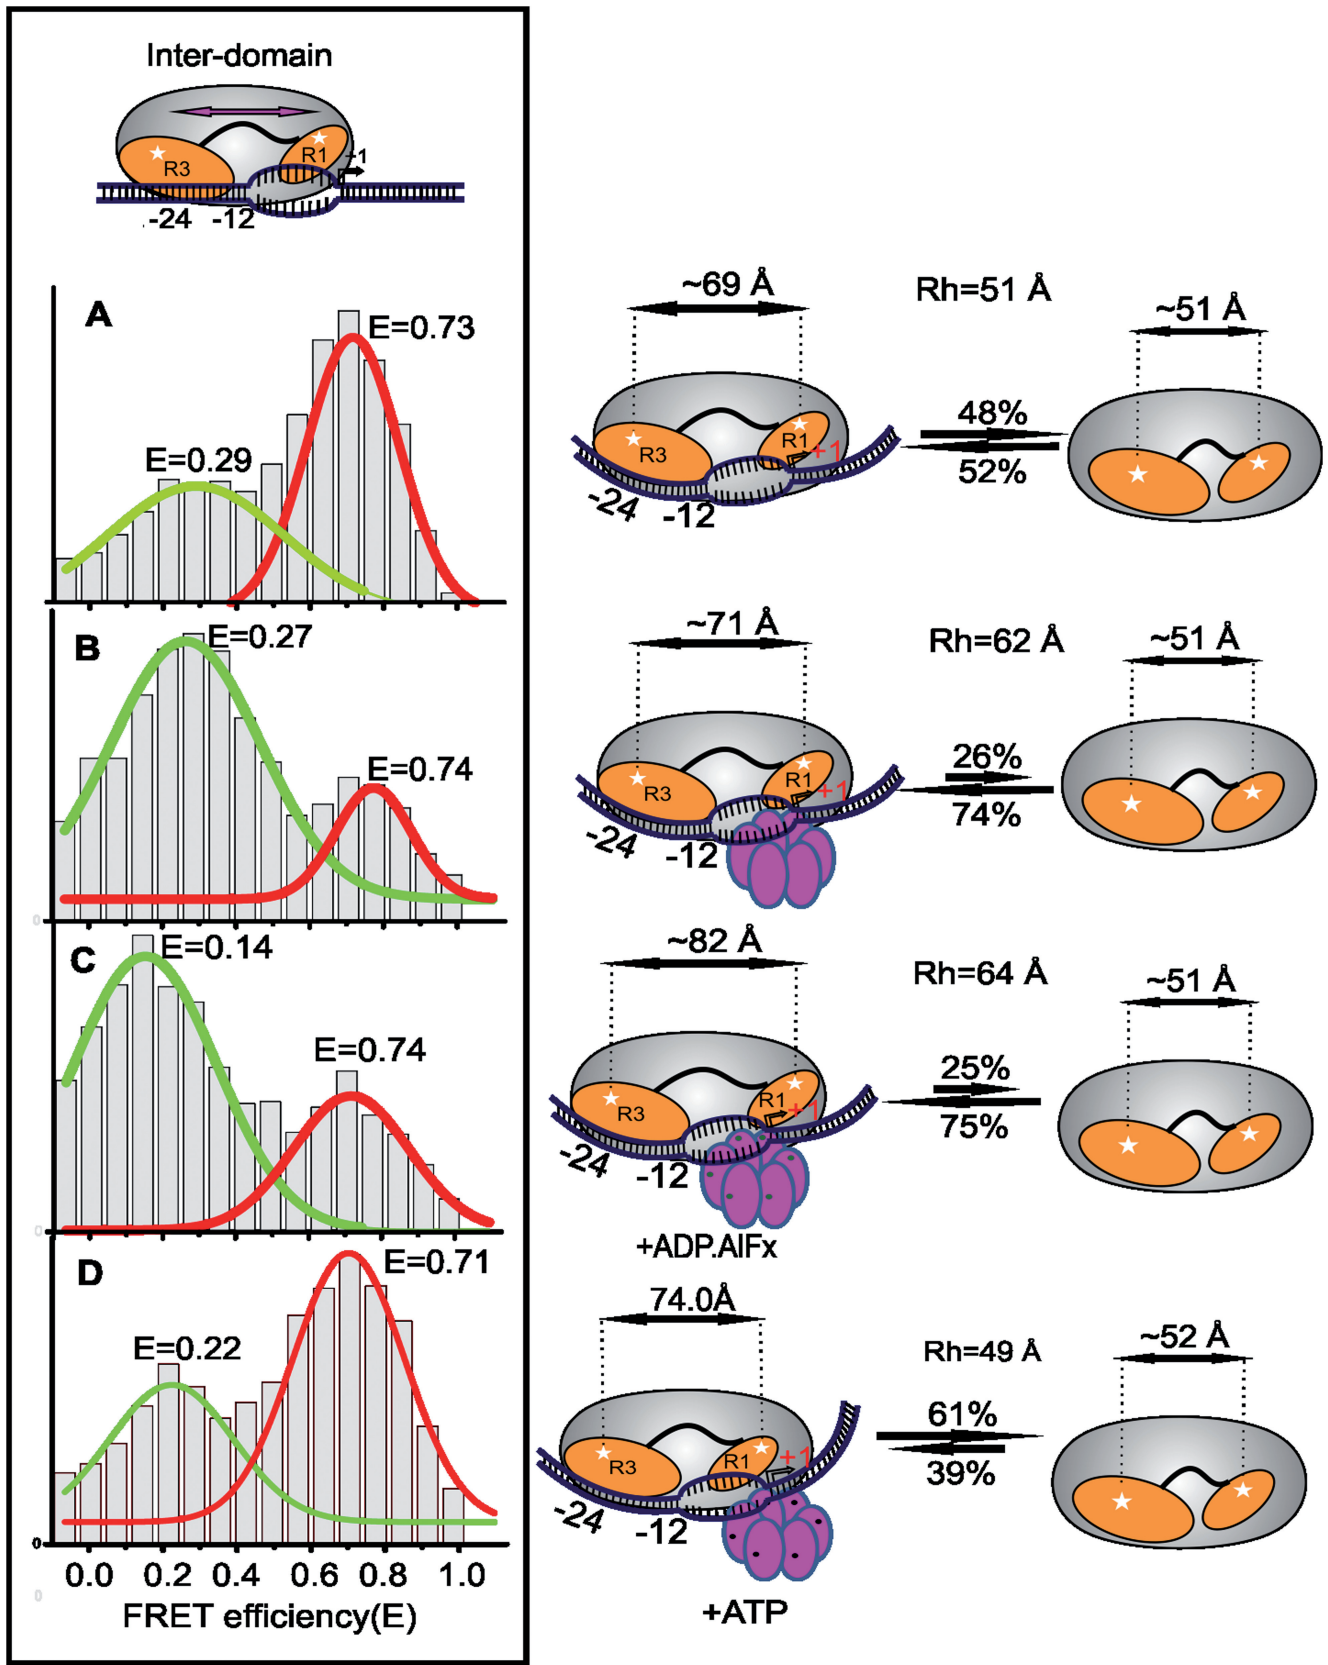 Inter-domain
R3
R1
+1
-24
-12
A
E=0.73
E=0.29
~69 Å
Rh=51 Å
~51 Å
48%
52%
R3
R1
+1
-24
-12
B
E=0.27
E=0.74
0
~71 Å
Rh=62 Å
~51 Å
26%
74%
R3
R1
+1
-24
-12
C
E=0.14
E=0.74
0
~82 Å
Rh=64 Å
~51 Å
25%
75%
R3
R1
+1
-24
-12
+ADP.AlFx
D
E=0.71
E=0.22
0
0.0 0.2 0.4 0.6 0.8 1.0
0
FRET efficiency(E)
74.0Å
Rh=49 Å
~52 Å
61%
39%
R3
R1
+1
-24
-12
+ATP